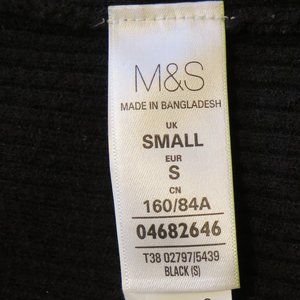 M&S
MADE IN BANGLADESH
UK
SMALL
EUR
S
CN
160/84A
04682646
T38 02797/5439
BLACK (S)